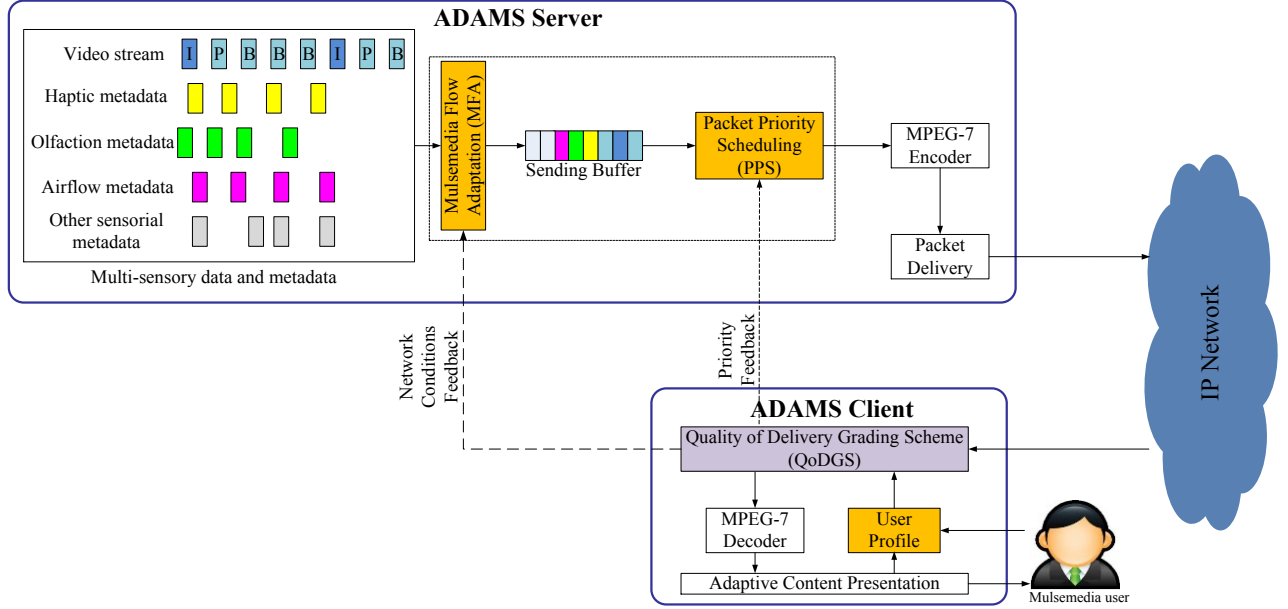 ADAMS Server
Video stream
I P B B B I P B
Haptic metadata
Olfaction metadata
Airflow metadata
Other sensorial
metadata
Multi-sensory data and metadata
Mulsemedia Flow
Adaptation (MFA)
Sending Buffer
Packet Priority
Scheduling
(PPS)
MPEG-7
Encoder
Packet
Delivery
IP Network
Network
Conditions
Feedback
Priority
Feedback
ADAMS Client
Quality of Delivery Grading Scheme
(QoDGS)
MPEG-7
Decoder
User
Profile
Adaptive Content Presentation
Mulsemedia user